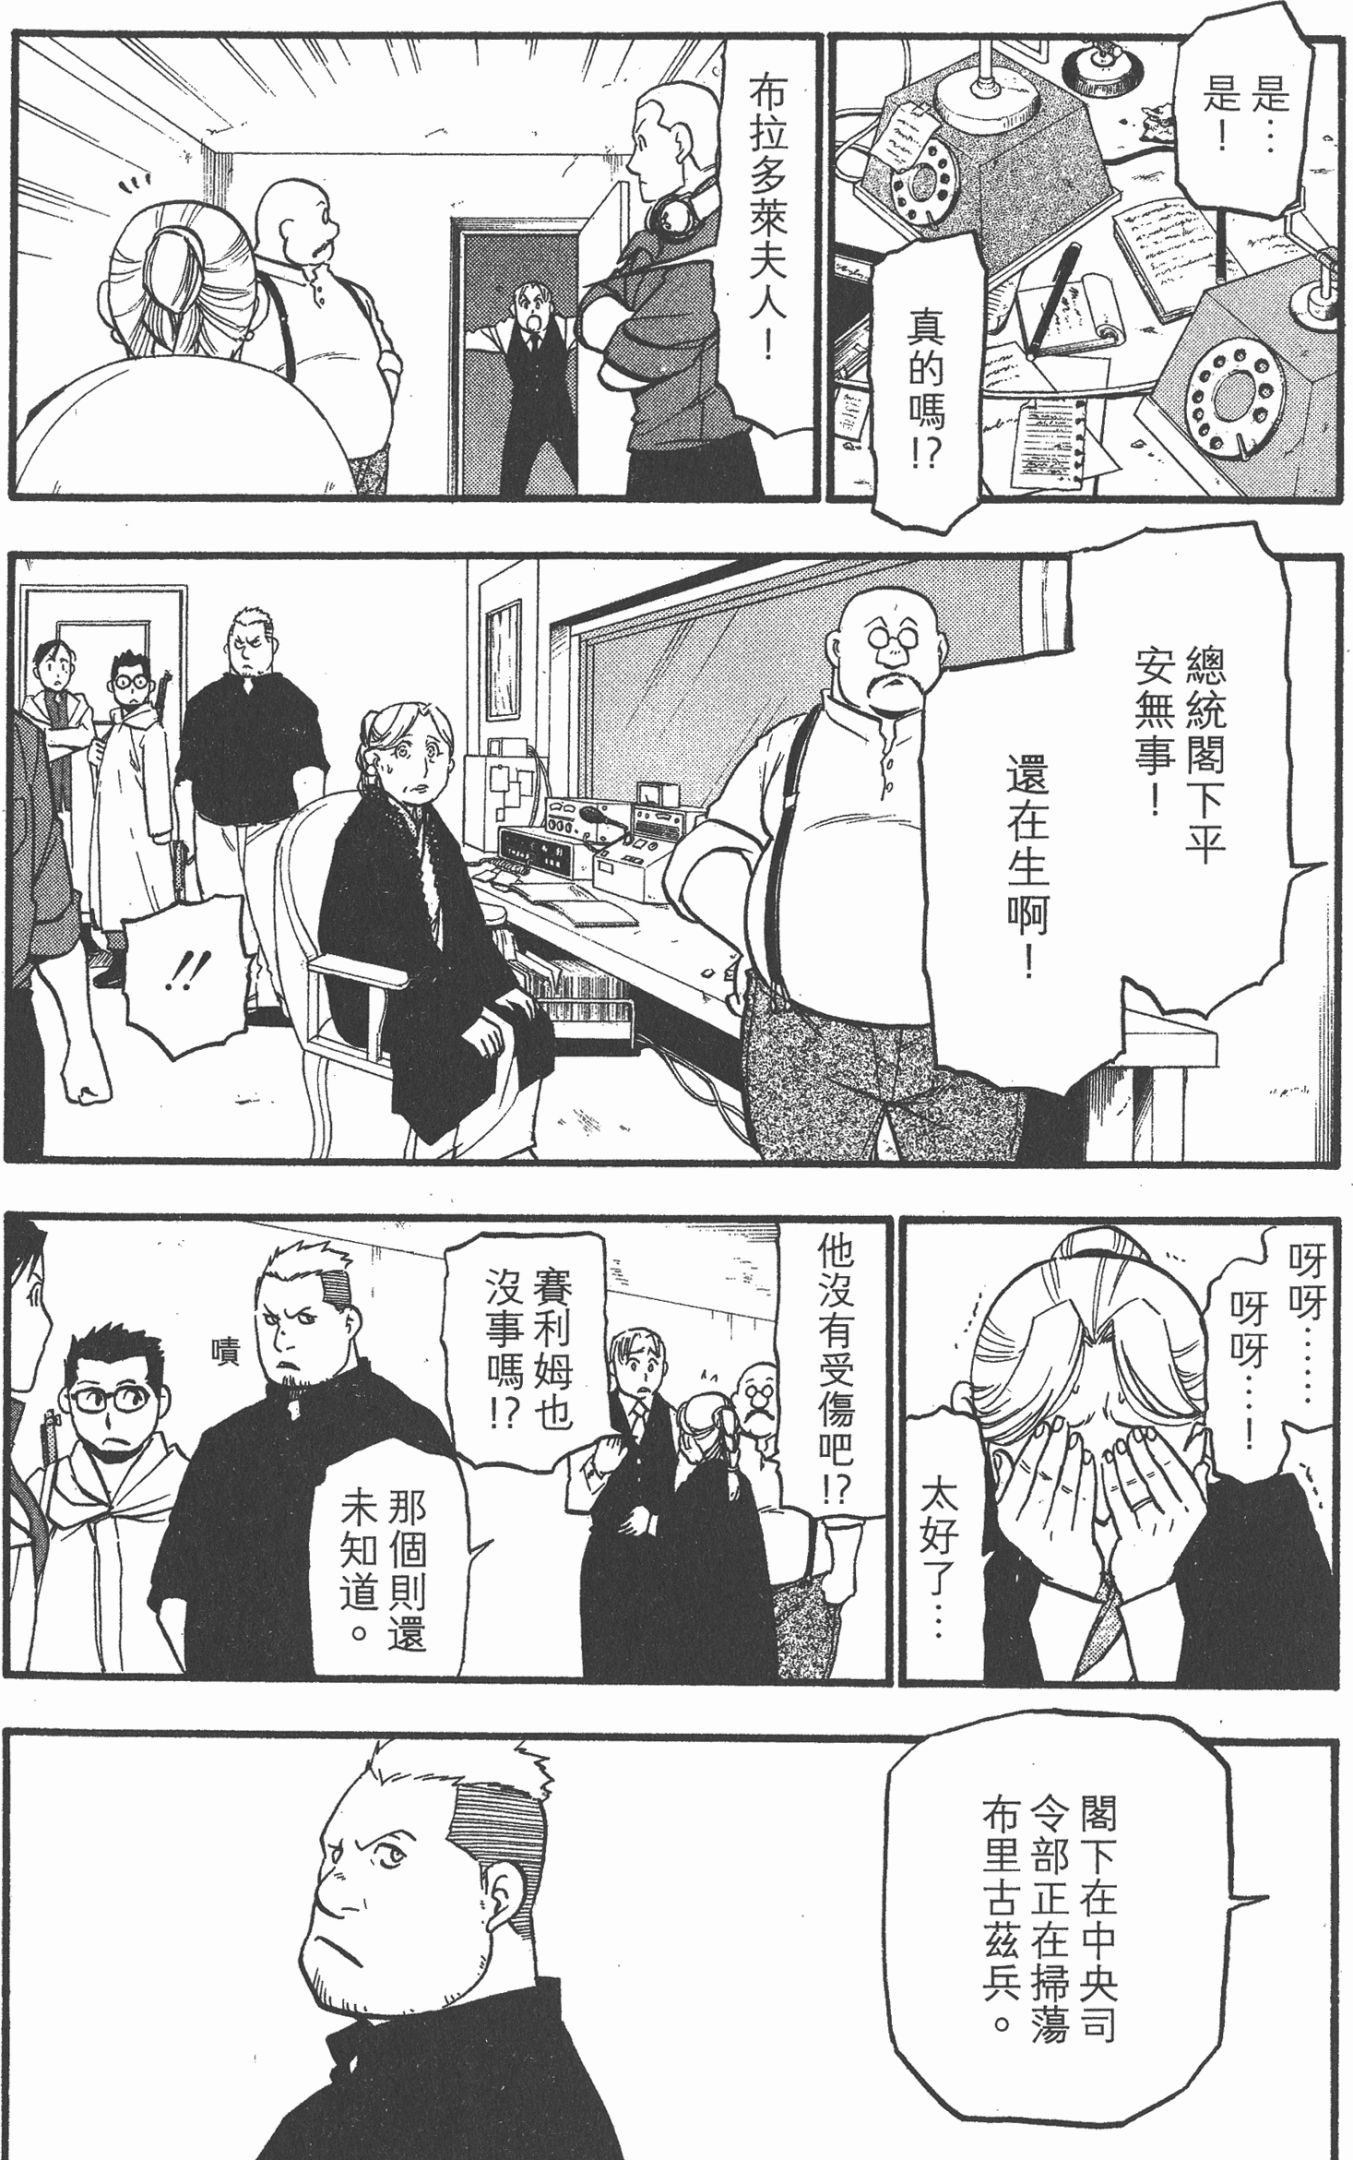 是…
是！
真的嗎!?
布拉多萊夫人！
總統閣下平
安無事！
還在生啊！
!!
呀呀……
呀呀…！
太好了…
他沒有受傷吧!?
賽利姆也
沒事嗎!?
那個則還
未知道。
嘖
閣下在中央司
令部正在掃蕩
布里古茲兵。